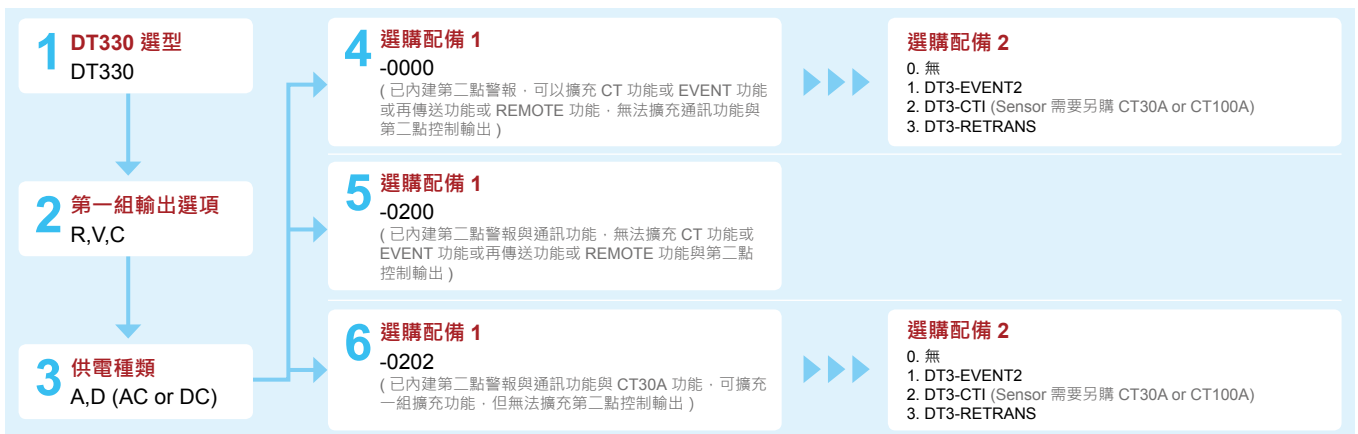 1 DT330 選型
DT330
2 第一組輸出選項
R,V,C
3 供電種類
A,D (AC or DC)
4 選購配備 1
-0000
( 已內建第二點警報，可以擴充 CT 功能或 EVENT 功能
或再傳送功能或 REMOTE 功能，無法擴充通訊功能與
第二點控制輸出 )
選購配備 2
0. 無
1. DT3-EVENT2
2. DT3-CTI (Sensor 需要另購 CT30A or CT100A)
3. DT3-RETRANS
5 選購配備 1
-0200
( 已內建第二點警報與通訊功能，無法擴充 CT 功能或
EVENT 功能或再傳送功能或 REMOTE 功能與第二點
控制輸出 )
6 選購配備 1
-0202
( 已內建第二點警報與通訊功能與 CT30A 功能，可擴充
一組擴充功能，但無法擴充第二點控制輸出 )
選購配備 2
0. 無
1. DT3-EVENT2
2. DT3-CTI (Sensor 需要另購 CT30A or CT100A)
3. DT3-RETRANS